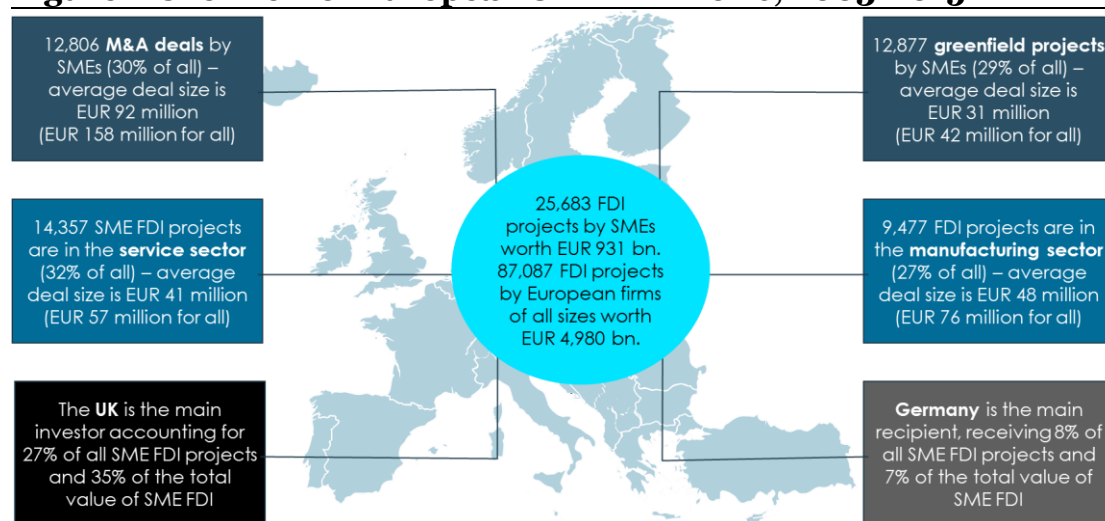 Figure of European
12,806 M&A deals by
SMEs (30% of all) –
average deal size is
EUR 92 million
(EUR 158 million for all)
12,877 greenfield projects
by SMEs (29% of all) –
average deal size is
EUR 31 million
(EUR 42 million for all)
25,683 FDI
projects by SMEs
worth EUR 931 bn.
87,087 FDI projects
by European firms
of all sizes worth
EUR 4,980 bn.
14,357 SME FDI projects
are in the service sector
(32% of all) – average
deal size is EUR 41 million
(EUR 57 million for all)
9,477 FDI projects are in
the manufacturing sector
(27% of all) – average
deal size is EUR 48 million
(EUR 76 million for all)
The UK is the main
investor accounting for
27% of all SME FDI projects
and 35% of the total
value of SME FDI
Germany is the main
recipient, receiving 8% of
all SME FDI projects and
7% of the total value of
SME FDI